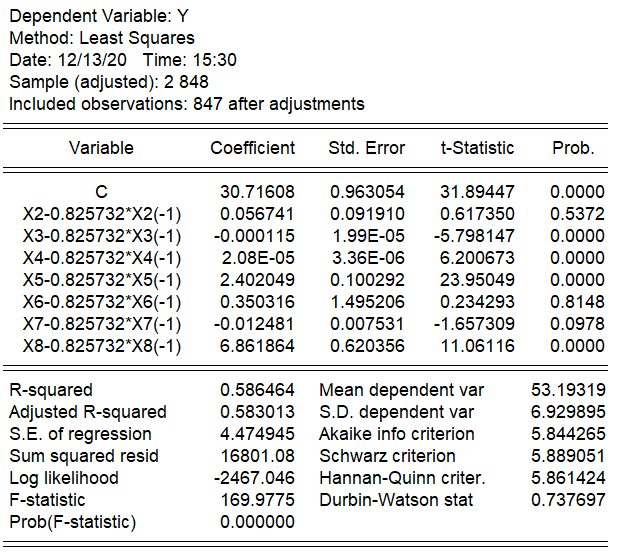 Dependent Variable: Y
Method: Least Squares
Date: 12/13/20 Time: 15:30
Sample (adjusted): 2 848
Included observations: 847 after adjustments
Variable Coefficient Std. Error t-Statistic Prob.
C 30.71608 0.963054 31.89447 0.0000
X2-0.825732*X2(-1) 0.056741 0.091910 0.617350 0.5372
X3-0.825732*X3(-1) -0.000115 1.99E-05 -5.798147 0.0000
X4-0.825732*X4(-1) 2.08E-05 3.36E-06 6.200673 0.0000
X5-0.825732*X5(-1) 2.402049 0.100292 23.95049 0.0000
X6-0.825732*X6(-1) 0.350316 1.495206 0.234293 0.8148
X7-0.825732*X7(-1) -0.012481 0.007531 -1.657309 0.0978
X8-0.825732*X8(-1) 6.861864 0.620356 11.06116 0.0000
R-squared 0.586464 Mean dependent var 53.19319
Adjusted R-squared 0.583013 S.D. dependent var 6.929895
S.E. of regression 4.474945 Akaike info criterion 5.844265
Sum squared resid 16801.08 Schwarz criterion 5.889051
Log likelihood -2467.046 Hannan-Quinn criter. 5.861424
F-statistic 169.9775 Durbin-Watson stat 0.737697
Prob(F-statistic) 0.000000